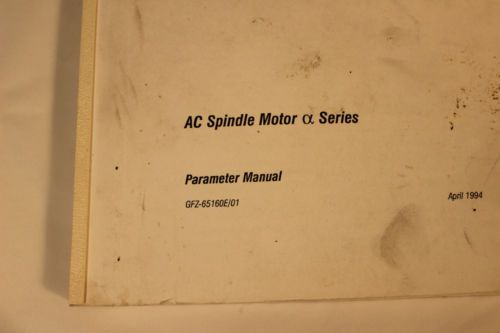 AC Spindle Motor α Series
Parameter Manual
GFZ-65160E/01
April 1994